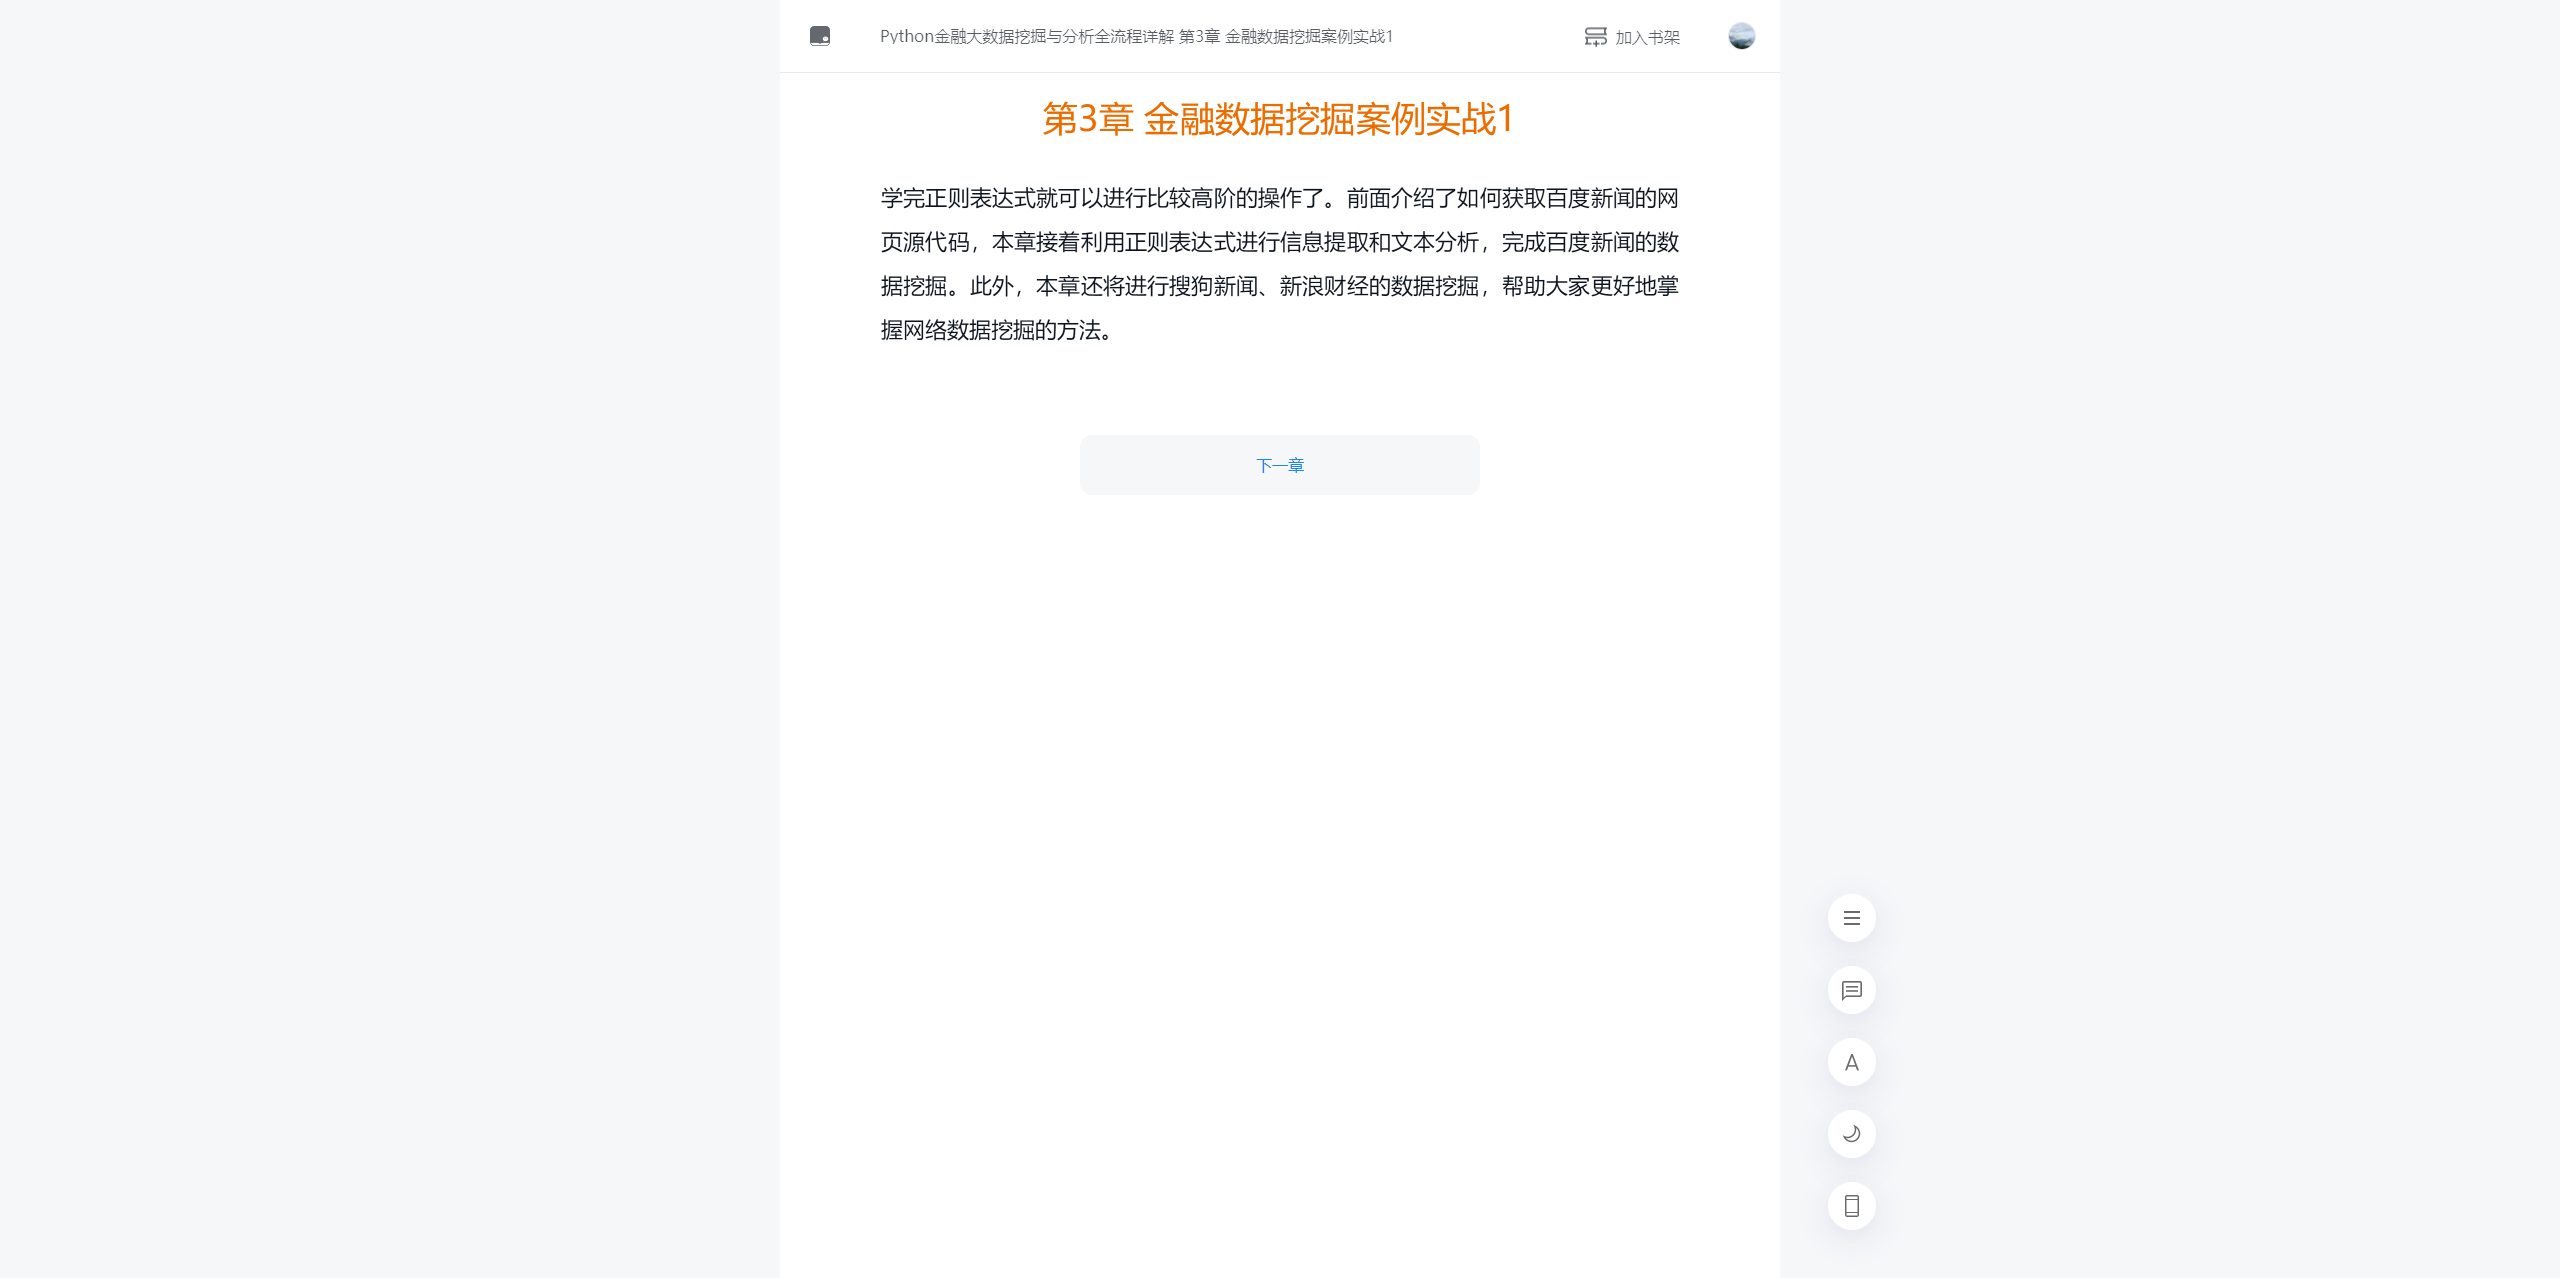 Python金融大数据挖掘与分析全流程详解 第3章 金融数据挖掘案例实战1
加入书架
第3章 金融数据挖掘案例实战1
学完正则表达式就可以进行比较高阶的操作了。前面介绍了如何获取百度新闻的网
页源代码，本章接着利用正则表达式进行信息提取和文本分析，完成百度新闻的数
据挖掘。此外，本章还将进行搜狗新闻、新浪财经的数据挖掘，帮助大家更好地掌
握网络数据挖掘的方法。
下一章
A